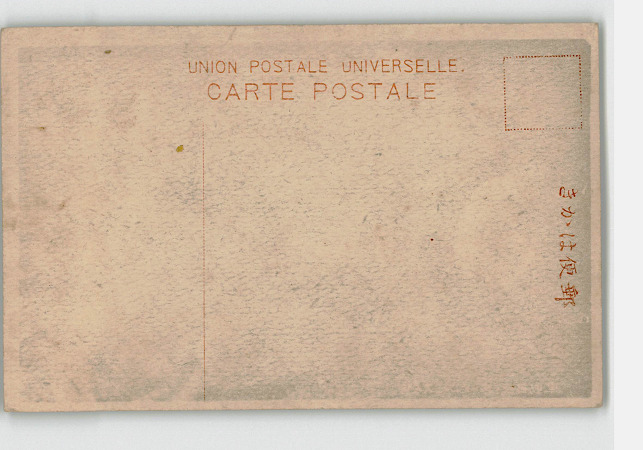 UNION POSTALE UNIVERSELLE.
CARTE POSTALE
きかは便郵